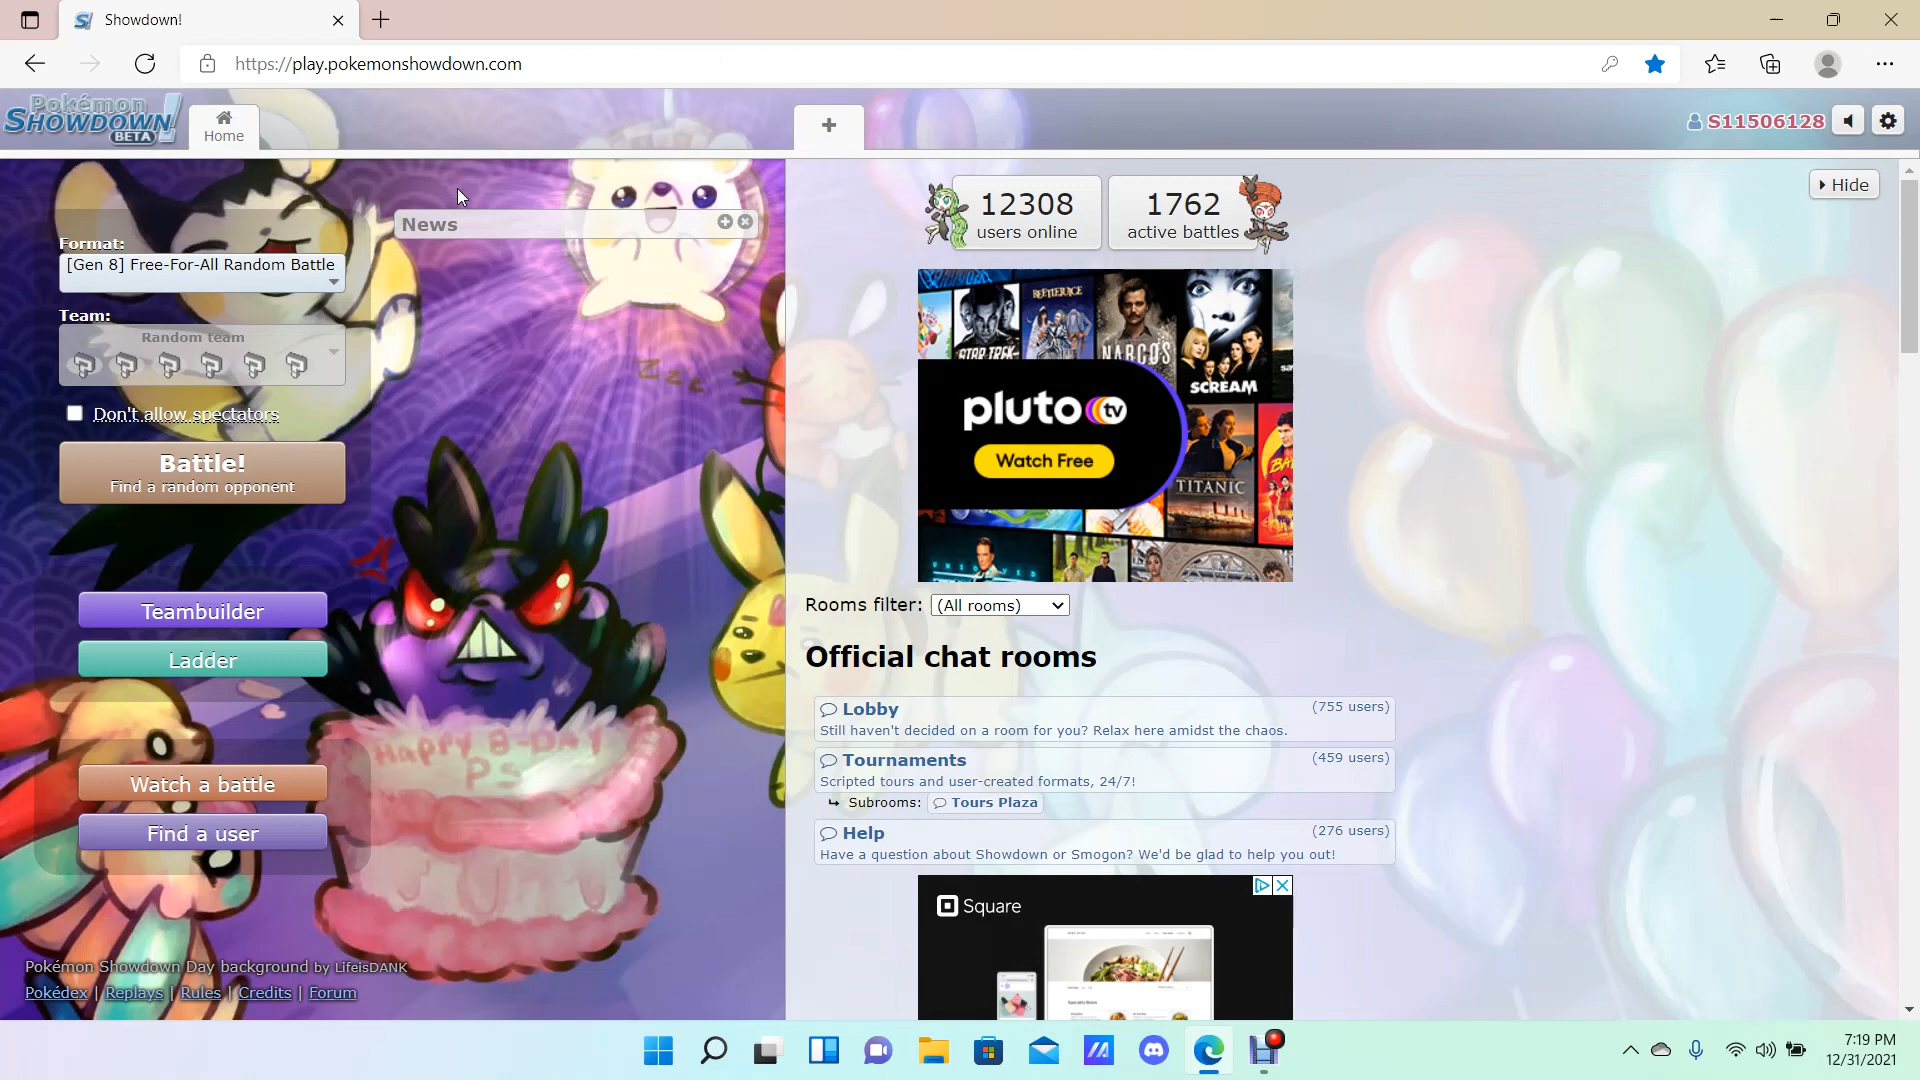 Showdown!
https://play.pokemonshowdown.com
Pokémon
SHOWDOWN!
BETA
Home
S11506128
Hide
News
Format:
[Gen 8] Free-For-All Random Battle
Team:
Random team
Don't allow spectators
Battle!
Find a random opponent
Teambuilder
Ladder
Watch a battle
Find a user
zzz
Happy B-DAY
PS
Pokémon Showdown Day background by LifeisDANK
Pokédex | Replays | Rules | Credits | Forum
12308
users online
1762
active battles
STAR TREK
BEETLEJUICE
NARCOS
SCREAM
pluto tv
Watch Free
TITANIC
Rooms filter: (All rooms)
Official chat rooms
Lobby (755 users)
Still haven't decided on a room for you? Relax here amidst the chaos.
Tournaments (459 users)
Scripted tours and user-created formats, 24/7!
↳ Subrooms: Tours Plaza
Help (276 users)
Have a question about Showdown or Smogon? We'd be glad to help you out!
Square
7:19 PM
12/31/2021